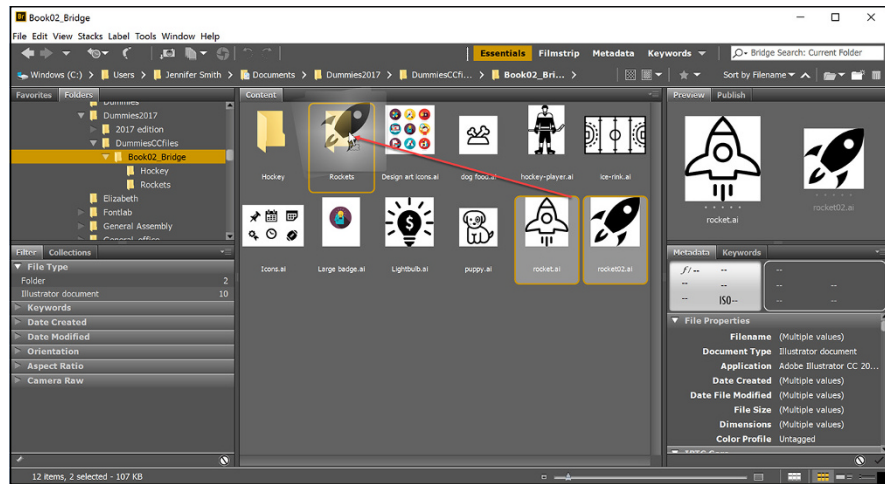 Br Book02_Bridge
File Edit View Stacks Label Tools Window Help
Essentials Filmstrip Metadata Keywords Bridge Search: Current Folder
Windows (C:) > Users > Jennifer Smith > Documents > Dummies2017 > DummiesCCfi... > Book02_Bri... > Sort by Filename
Favorites Folders
Dummies
Dummies2017
2017 edition
DummiesCCfiles
Book02_Bridge
Hockey
Rockets
Elizabeth
Fontlab
General Assembly
General_office
Filter Collections
File Type
Folder 2
Illustrator document 10
Keywords
Date Created
Date Modified
Orientation
Aspect Ratio
Camera Raw
Content
Hockey Rockets Design art icons.ai dog food.ai hockey-player.ai ice-rink.ai
Icons.ai Large badge.ai Lightbulb.ai puppy.ai rocket.ai rocket02.ai
Preview Publish
rocket.ai rocket02.ai
Metadata Keywords
f/-- -- -- 
-- -- -- --
-- ISO-- --
File Properties
Filename (Multiple values)
Document Type Illustrator document
Application Adobe Illustrator CC 20...
Date Created (Multiple values)
Date File Modified (Multiple values)
File Size (Multiple values)
Dimensions (Multiple values)
Color Profile Untagged
IPTC Core
12 items, 2 selected - 107 KB